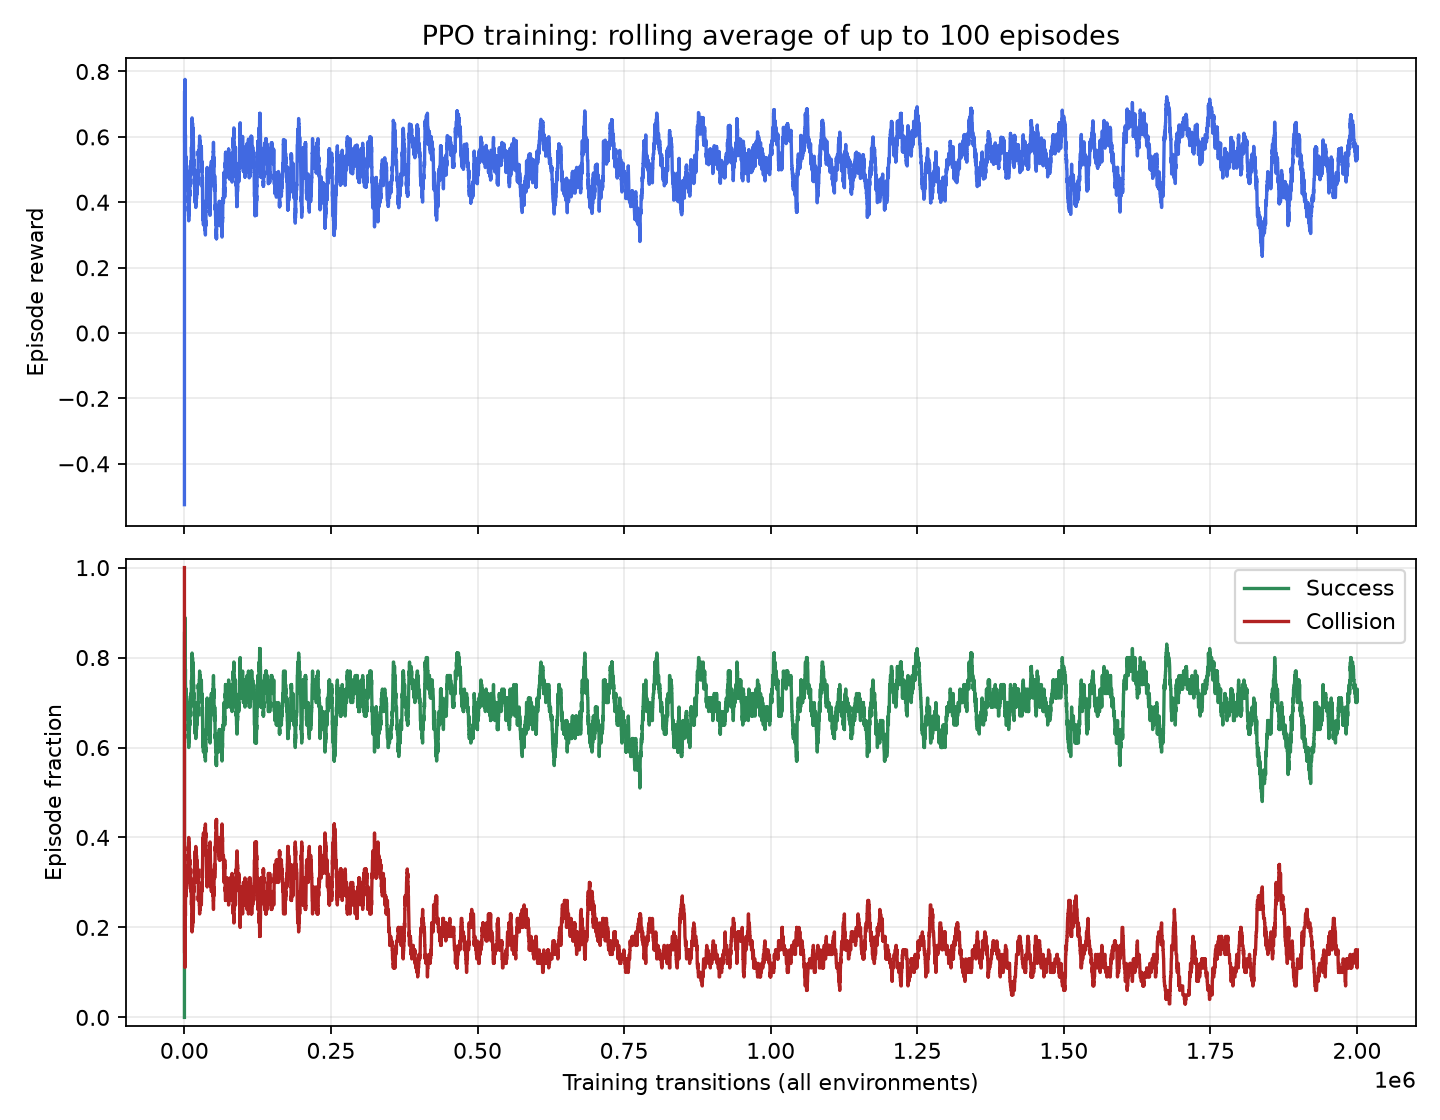 PPO training: rolling average of up to 100 episodes
0.8
0.6
0.4
0.2
0.0
−0.2
−0.4
Episode reward
1.0
0.8
0.6
0.4
0.2
0.0
Episode fraction
Success
Collision
0.00 0.25 0.50 0.75 1.00 1.25 1.50 1.75 2.00
1e6
Training transitions (all environments)